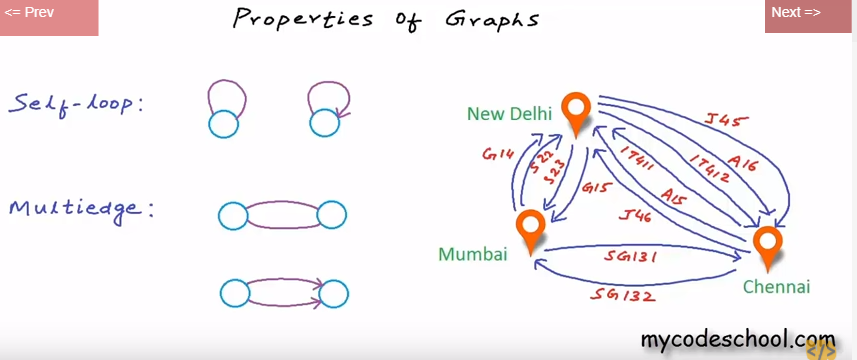 <= Prev
Properties of Graphs
Next =>
Self-loop:
New Delhi
J45
G14
S22
S23
IT411
IT412
A16
G15
A15
J46
Multiedge:
Mumbai
SG131
Chennai
SG132
mycodeschool.com
</>